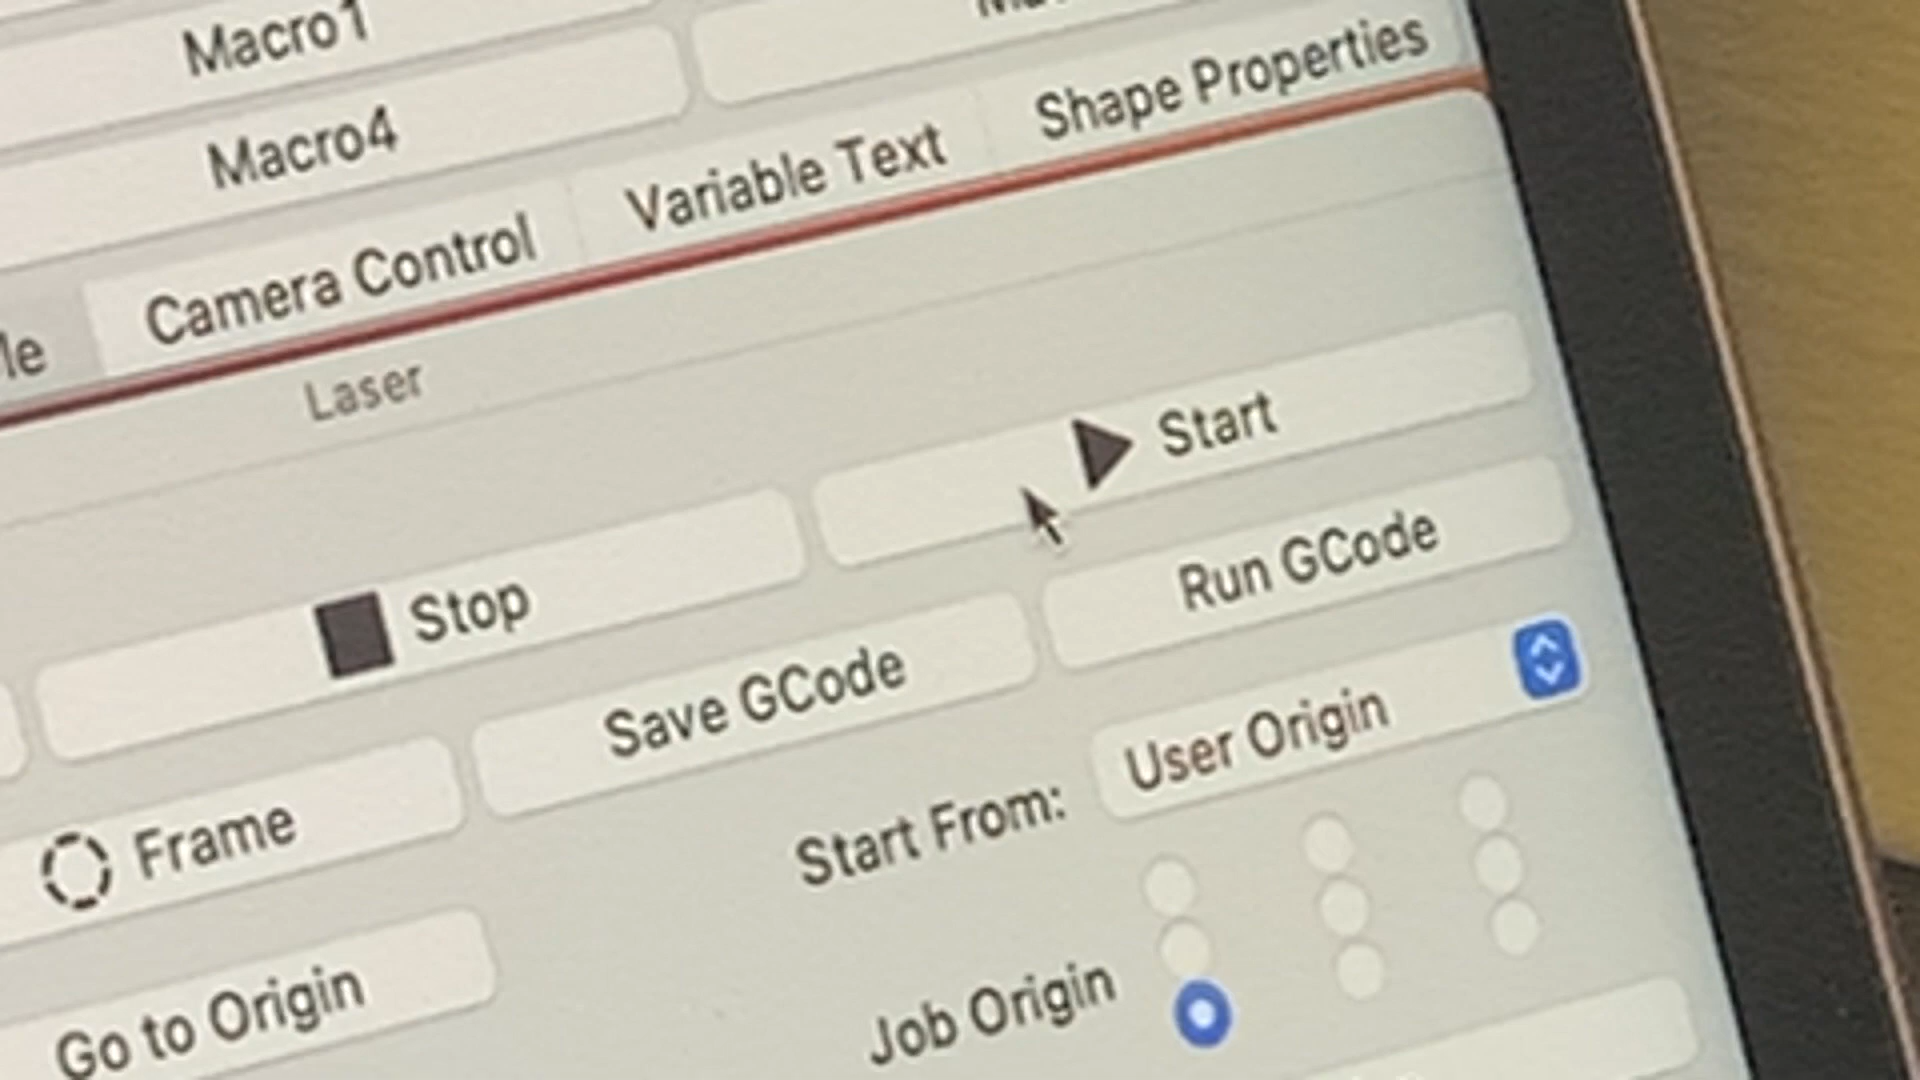 Macro1
Macro4
Camera Control
Variable Text
Shape Properties
Laser
Stop
Start
Frame
Save GCode
Run GCode
Go to Origin
Start From:
User Origin
Job Origin